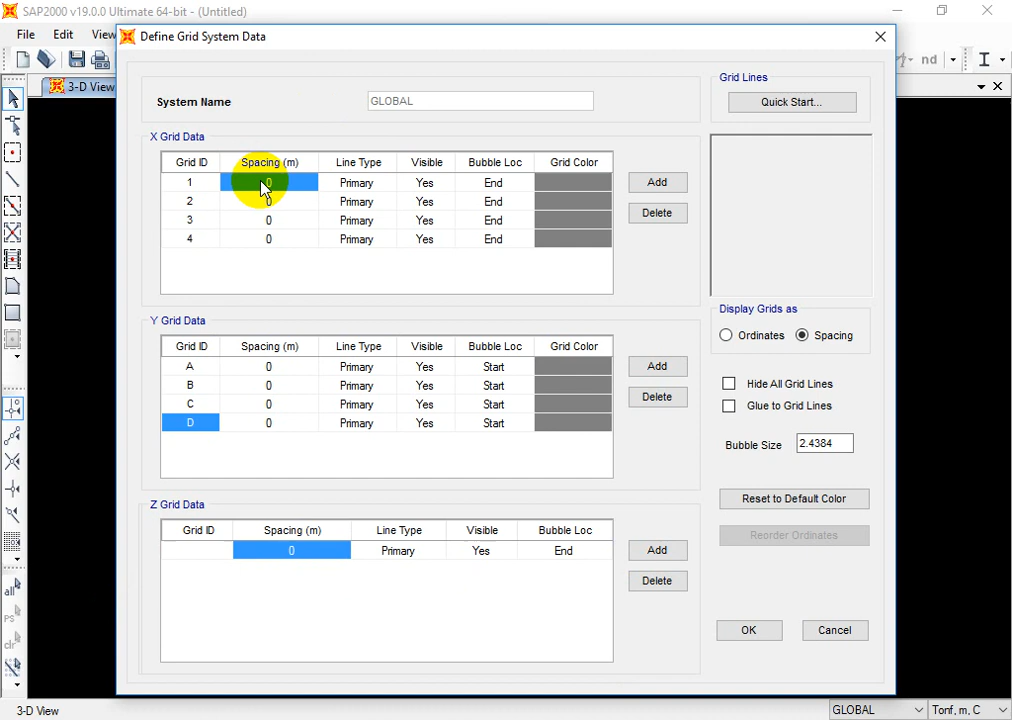 SAP2000 v19.0.0 Ultimate 64-bit - (Untitled)
File Edit View
Define Grid System Data
nd
3-D View
System Name GLOBAL
Grid Lines
Quick Start...
X Grid Data
Grid ID Spacing (m) Line Type Visible Bubble Loc Grid Color
1 0 Primary Yes End
2 0 Primary Yes End
3 0 Primary Yes End
4 0 Primary Yes End
Add
Delete
Y Grid Data
Grid ID Spacing (m) Line Type Visible Bubble Loc Grid Color
A 0 Primary Yes Start
B 0 Primary Yes Start
C 0 Primary Yes Start
D 0 Primary Yes Start
Add
Delete
Display Grids as
Ordinates Spacing
Hide All Grid Lines
Glue to Grid Lines
Bubble Size 2.4384
Reset to Default Color
Reorder Ordinates
Z Grid Data
Grid ID Spacing (m) Line Type Visible Bubble Loc
0 Primary Yes End
Add
Delete
OK Cancel
all
PS
clr
3-D View
GLOBAL
Tonf, m, C